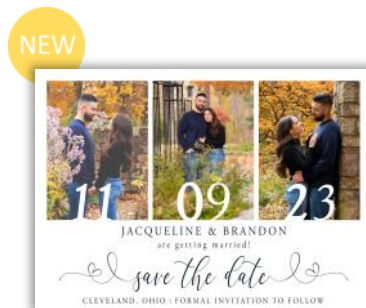 NEW
11 09 23
JACQUELINE & BRANDON
are getting married!
save the date
CLEVELAND, OHIO | FORMAL INVITATION TO FOLLOW